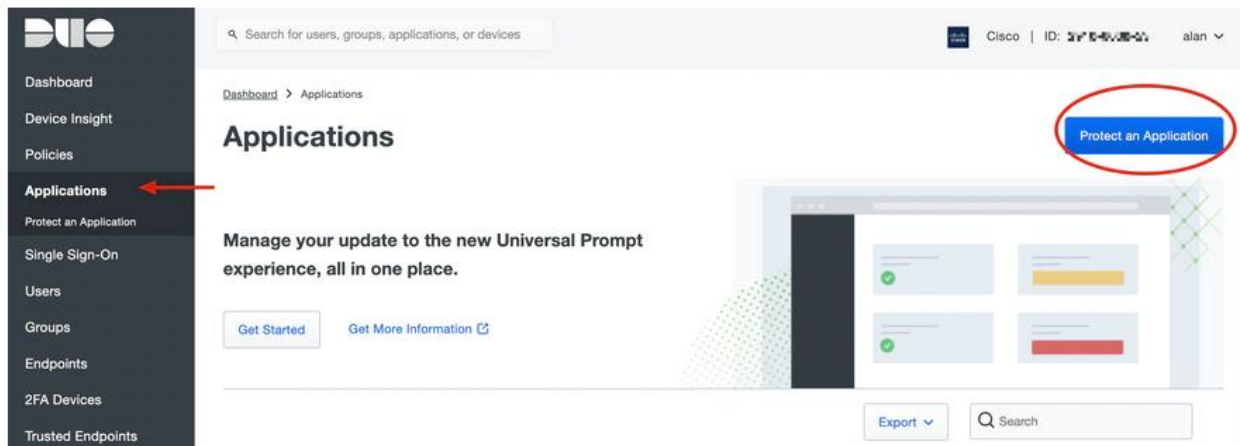 DUO
Search for users, groups, applications, or devices
Cisco | ID:
alan
Dashboard
Device Insight
Policies
Applications
Protect an Application
Single Sign-On
Users
Groups
Endpoints
2FA Devices
Trusted Endpoints
Dashboard > Applications
Applications
Protect an Application
Manage your update to the new Universal Prompt
experience, all in one place.
Get Started
Get More Information
Export
Search